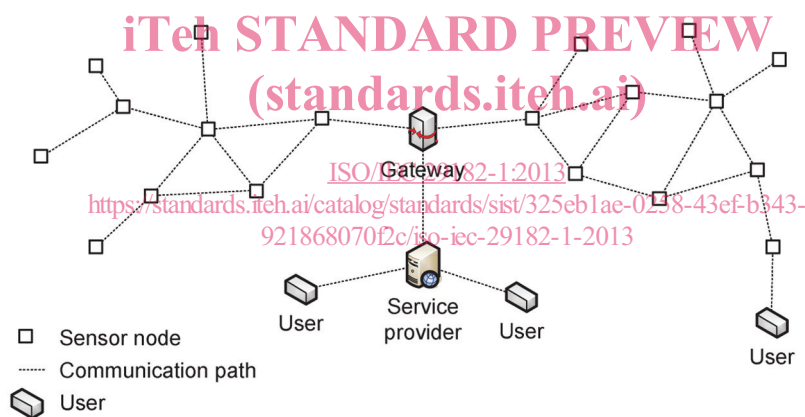 iTeh STANDARD PREVIEW
(standards.iteh.ai)
Gateway
ISO/IEC 29182-1:2013
https://standards.iteh.ai/catalog/standards/sist/325eb1ae-0258-43ef-b343-
921868070f2c/iso-iec-29182-1-2013
User
Service
provider
User
User
Sensor node
Communication path
User